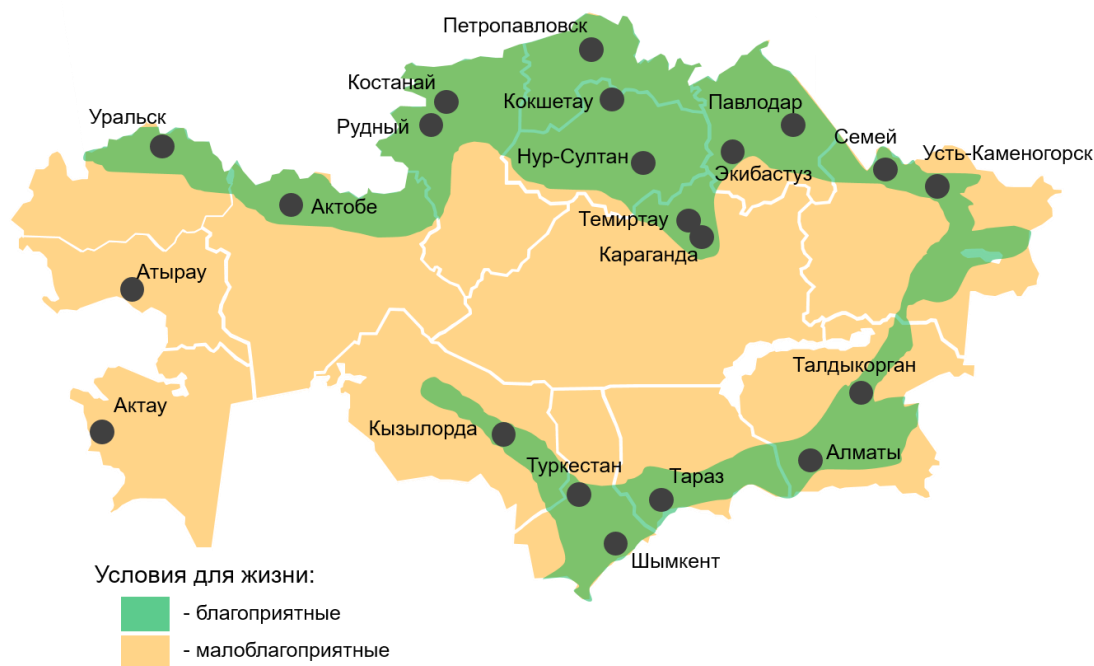 Петропавловск
Костанай
Кокшетау
Павлодар
Уральск
Рудный
Семей
Усть-Каменогорск
Нур-Султан
Экибастуз
Актобе
Темиртау
Караганда
Атырау
Талдыкорган
Актау
Кызылорда
Алматы
Туркестан
Тараз
Шымкент
Условия для жизни:
- благоприятные
- малоблагоприятные